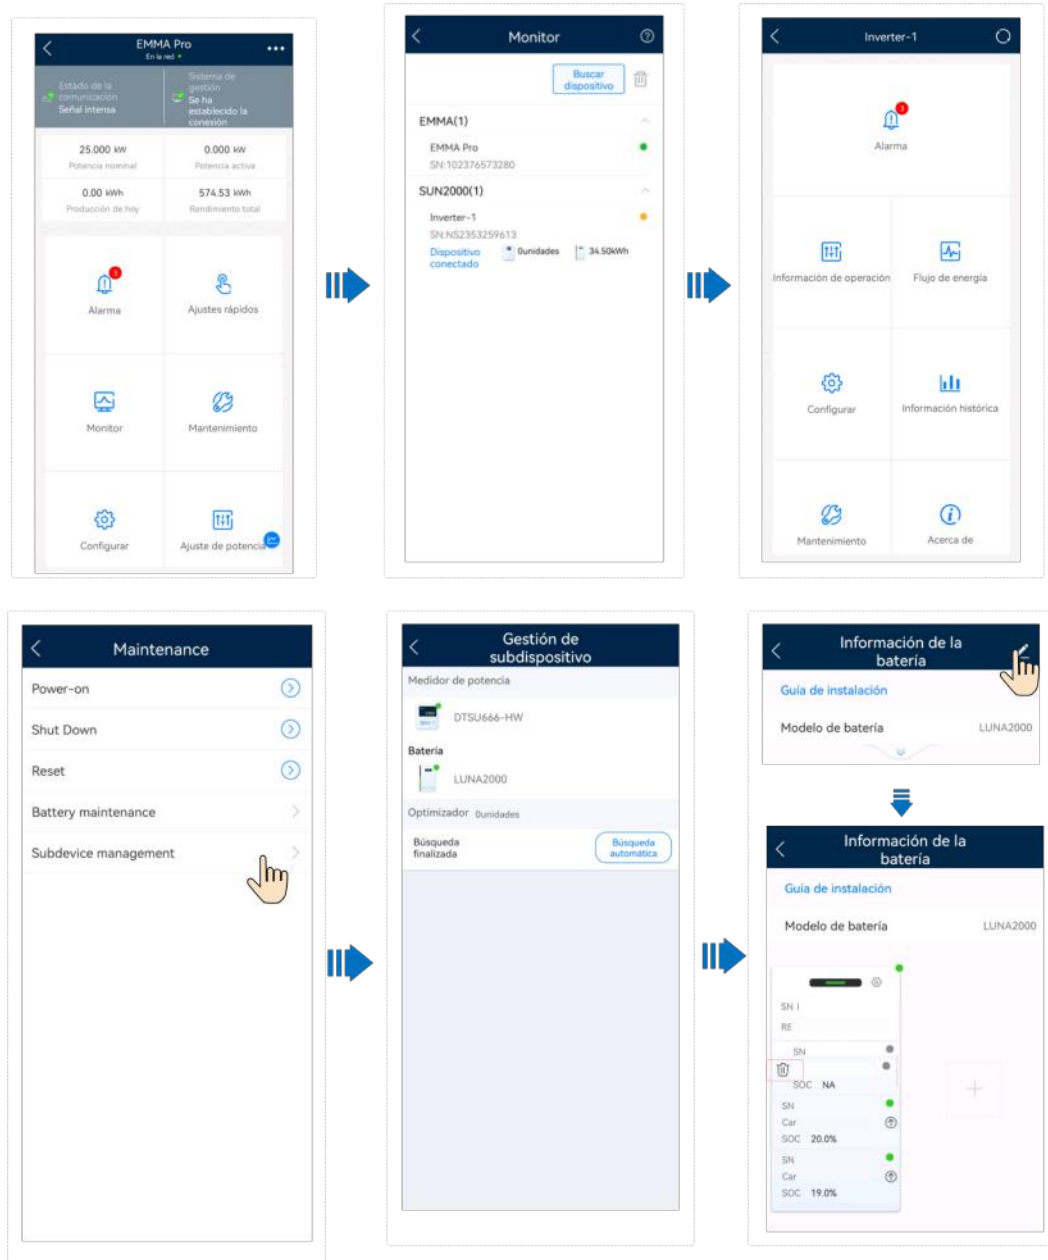 EMMA Pro
En la red
Estado de la
comunicación
Señal intensa
Sistema de
gestión
Se ha
establecido la
conexión
25.000 kW
Potencia nominal
0.000 kW
Potencia activa
0.00 kWh
Producción de hoy
574.53 kWh
Rendimiento total
3
Alarma
Ajustes rápidos
Monitor
Mantenimiento
Configurar
Ajuste de potencia
Monitor
Buscar
dispositivo
EMMA(1)
EMMA Pro
SN:102376573280
SUN2000(1)
Inverter-1
SN:NS2353259613
Dispositivo
conectado
0unidades
34.50kWh
Inverter-1
3
Alarma
Información de operación
Flujo de energía
Configurar
Información histórica
Mantenimiento
Acerca de
Maintenance
Power-on
Shut Down
Reset
Battery maintenance
Subdevice management
Gestión de
subdispositivo
Medidor de potencia
DTSU666-HW
Batería
LUNA2000
Optimizador 0unidades
Búsqueda
finalizada
Búsqueda
automática
Información de la
batería
Guía de instalación
Modelo de batería LUNA2000
Información de la
batería
Guía de instalación
Modelo de batería LUNA2000
SN
RE
SN
SOC NA
SN
Car
SOC 20.0%
SN
Car
SOC 19.0%